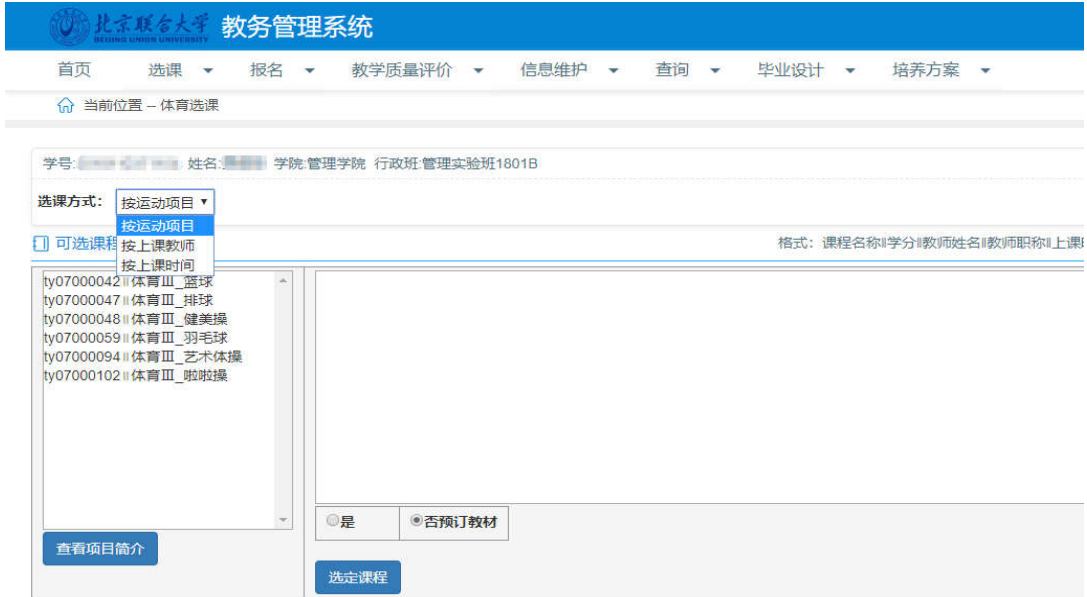 北京联合大学 教务管理系统
BEIJING UNION UNIVERSITY
首页 选课 报名 教学质量评价 信息维护 查询 毕业设计 培养方案
当前位置 – 体育选课
学号: 姓名: 学院:管理学院 行政班:管理实验班1801B
选课方式： 按运动项目
按运动项目
按上课教师
按上课时间
可选课程 格式：课程名称‖学分‖教师姓名‖教师职称‖上课
ty07000042‖体育Ⅲ_篮球
ty07000047‖体育Ⅲ_排球
ty07000048‖体育Ⅲ_健美操
ty07000059‖体育Ⅲ_羽毛球
ty07000094‖体育Ⅲ_艺术体操
ty07000102‖体育Ⅲ_啦啦操
是 否预订教材
查看项目简介
选定课程